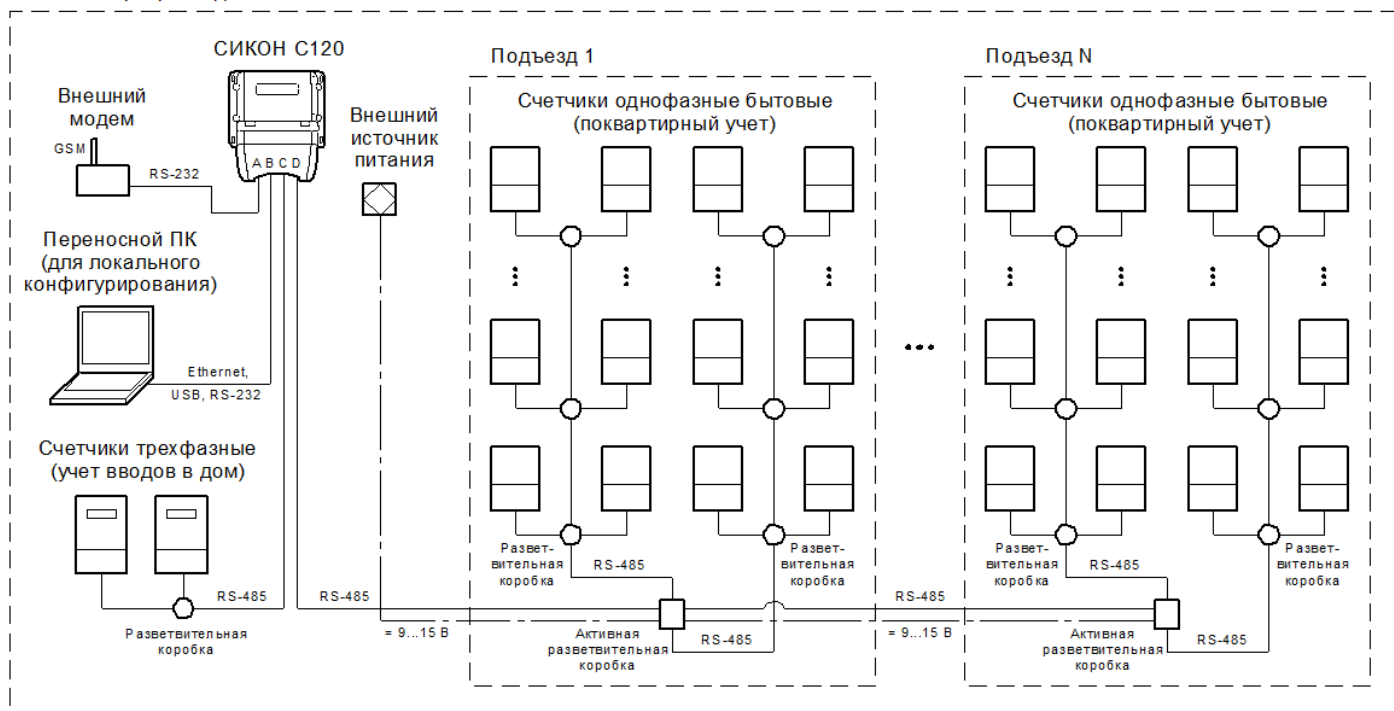 СИКОН С120
Внешний
модем
GSM
RS-232
A B C D
Внешний
источник
питания
Переносной ПК
(для локального
конфигурирования)
Ethernet,
USB, RS-232
Счетчики трехфазные
(учет вводов в дом)
RS-485
Разветвительная
коробка
RS-485
= 9...15 В
Подъезд 1
Счетчики однофазные бытовые
(поквартирный учет)
Развет-
вительная
коробка
RS-485
Развет-
вительная
коробка
Активная
разветвительная
коробка
RS-485
RS-485
= 9...15 В
Подъезд N
Счетчики однофазные бытовые
(поквартирный учет)
Развет-
вительная
коробка
RS-485
Развет-
вительная
коробка
Активная
разветвительная
коробка
RS-485